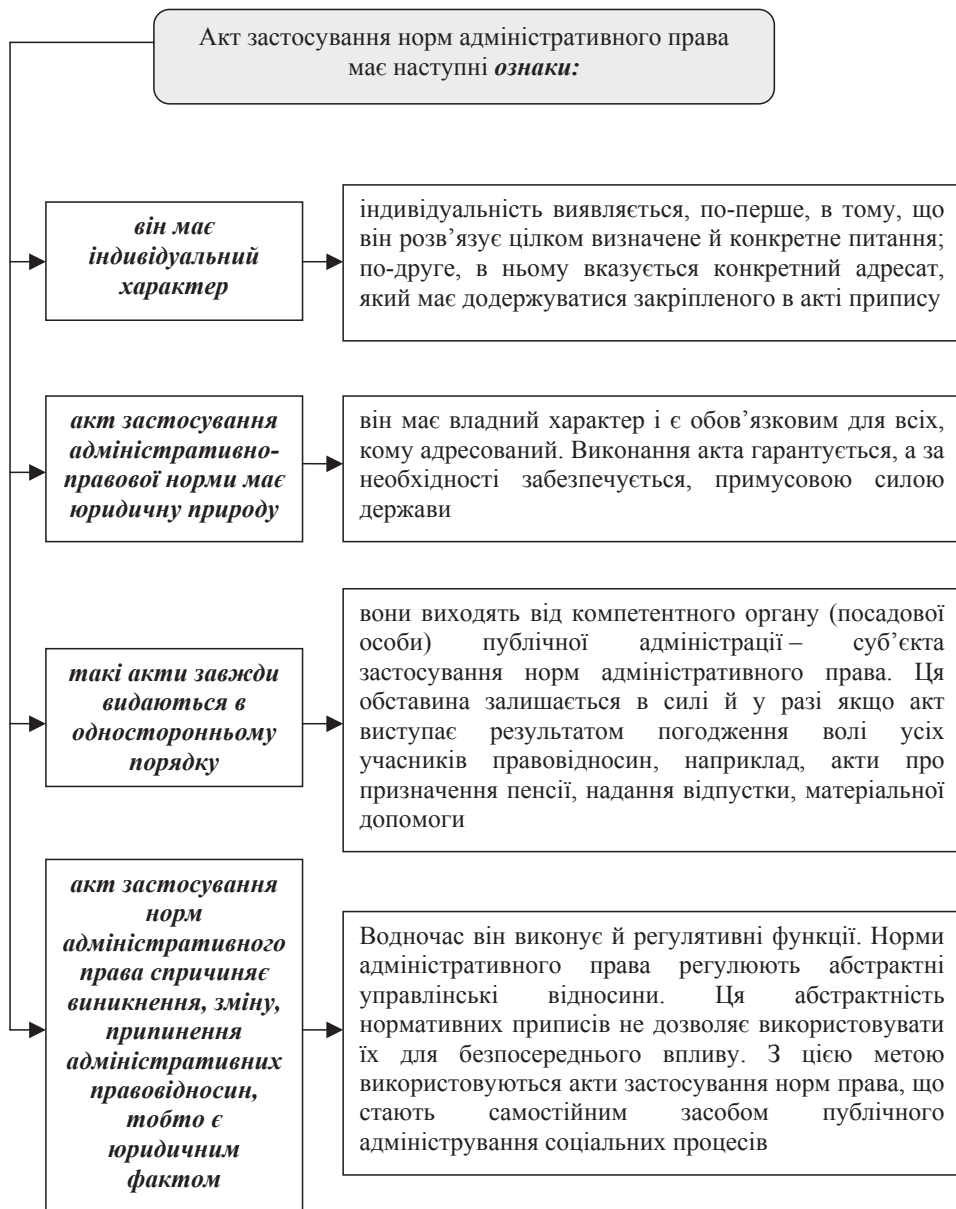 Акт застосування норм адміністративного права
має наступні ознаки:
він має
індивідуальний
характер
індивідуальність виявляється, по-перше, в тому, що
він розв’язує цілком визначене й конкретне питання;
по-друге, в ньому вказується конкретний адресат,
який має додержуватися закріпленого в акті припису
акт застосування
адміністративно-
правової норми має
юридичну природу
він має владний характер і є обов’язковим для всіх,
кому адресований. Виконання акта гарантується, а за
необхідності забезпечується, примусовою силою
держави
такі акти завжди
видаються в
односторонньому
порядку
вони виходять від компетентного органу (посадової
особи) публічної адміністрації – суб’єкта
застосування норм адміністративного права. Ця
обставина залишається в силі й у разі якщо акт
виступає результатом погодження волі усіх
учасників правовідносин, наприклад, акти про
призначення пенсії, надання відпустки, матеріальної
допомоги
акт застосування
норм
адміністративного
права спричиняє
виникнення, зміну,
припинення
адміністративних
правовідносин,
тобто є
юридичним
фактом
Водночас він виконує й регулятивні функції. Норми
адміністративного права регулюють абстрактні
управлінські відносини. Ця абстрактність
нормативних приписів не дозволяє використовувати
їх для безпосереднього впливу. З цією метою
використовуються акти застосування норм права, що
стають самостійним засобом публічного
адміністрування соціальних процесів